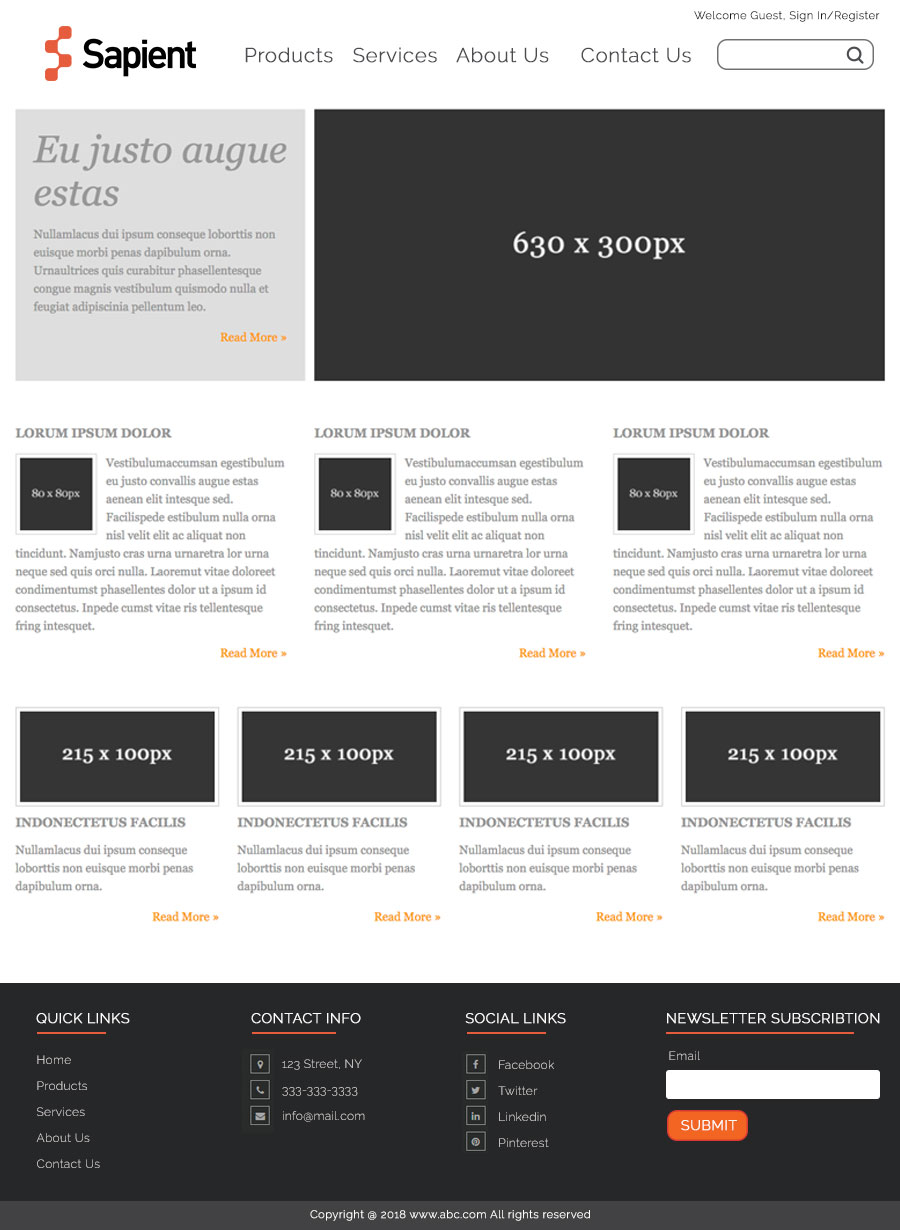 Welcome Guest, Sign In/Register
Sapient
Products Services About Us Contact Us
Eu justo augue
estas
Nullamlacus dui ipsum conseque loborttis non
euisque morbi penas dapibulum orna.
Urnaultrices quis curabitur phasellentesque
congue magnis vestibulum quismodo nulla et
feugiat adipiscinia pellentum leo.
Read More »
630 x 300px
LORUM IPSUM DOLOR
80 x 80px
Vestibulumaccumsan egestibulum
eu justo convallis augue estas
aenean elit intesque sed.
Facilispede estibulum nulla orna
nisl velit elit ac aliquat non
tincidunt. Namjusto cras urna urnaretra lor urna
neque sed quis orci nulla. Laoremut vitae doloreet
condimentumst phasellentes dolor ut a ipsum id
consectetus. Inpede cumst vitae ris tellentesque
fring intesquet.
Read More »
LORUM IPSUM DOLOR
80 x 80px
Vestibulumaccumsan egestibulum
eu justo convallis augue estas
aenean elit intesque sed.
Facilispede estibulum nulla orna
nisl velit elit ac aliquat non
tincidunt. Namjusto cras urna urnaretra lor urna
neque sed quis orci nulla. Laoremut vitae doloreet
condimentumst phasellentes dolor ut a ipsum id
consectetus. Inpede cumst vitae ris tellentesque
fring intesquet.
Read More »
LORUM IPSUM DOLOR
80 x 80px
Vestibulumaccumsan egestibulum
eu justo convallis augue estas
aenean elit intesque sed.
Facilispede estibulum nulla orna
nisl velit elit ac aliquat non
tincidunt. Namjusto cras urna urnaretra lor urna
neque sed quis orci nulla. Laoremut vitae doloreet
condimentumst phasellentes dolor ut a ipsum id
consectetus. Inpede cumst vitae ris tellentesque
fring intesquet.
Read More »
215 x 100px
INDONECTETUS FACILIS
Nullamlacus dui ipsum conseque
loborttis non euisque morbi penas
dapibulum orna.
Read More »
215 x 100px
INDONECTETUS FACILIS
Nullamlacus dui ipsum conseque
loborttis non euisque morbi penas
dapibulum orna.
Read More »
215 x 100px
INDONECTETUS FACILIS
Nullamlacus dui ipsum conseque
loborttis non euisque morbi penas
dapibulum orna.
Read More »
215 x 100px
INDONECTETUS FACILIS
Nullamlacus dui ipsum conseque
loborttis non euisque morbi penas
dapibulum orna.
Read More »
QUICK LINKS
Home
Products
Services
About Us
Contact Us
CONTACT INFO
123 Street, NY
333-333-3333
info@mail.com
SOCIAL LINKS
Facebook
Twitter
Linkedin
Pinterest
NEWSLETTER SUBSCRIBTION
Email
SUBMIT
Copyright @ 2018 www.abc.com All rights reserved